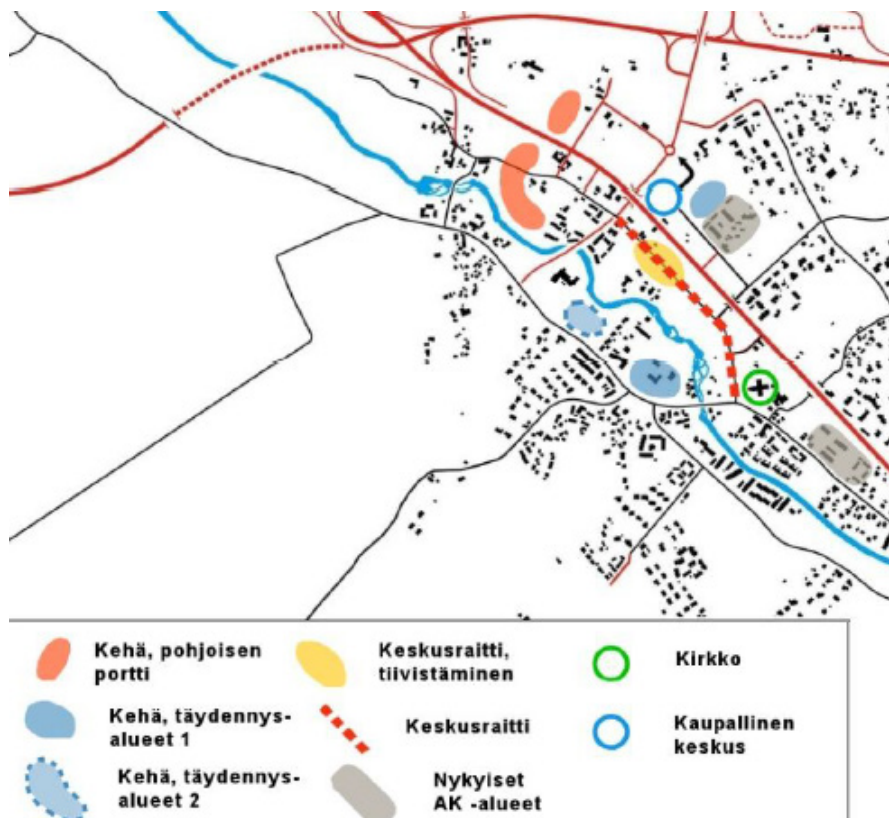 Kehä, pohjoisen
portti
Kehä, täydennys-
alueet 1
Kehä, täydennys-
alueet 2
Keskusraitti,
tiivistäminen
Keskusraitti
Nykyiset
AK -alueet
Kirkko
Kaupallinen
keskus